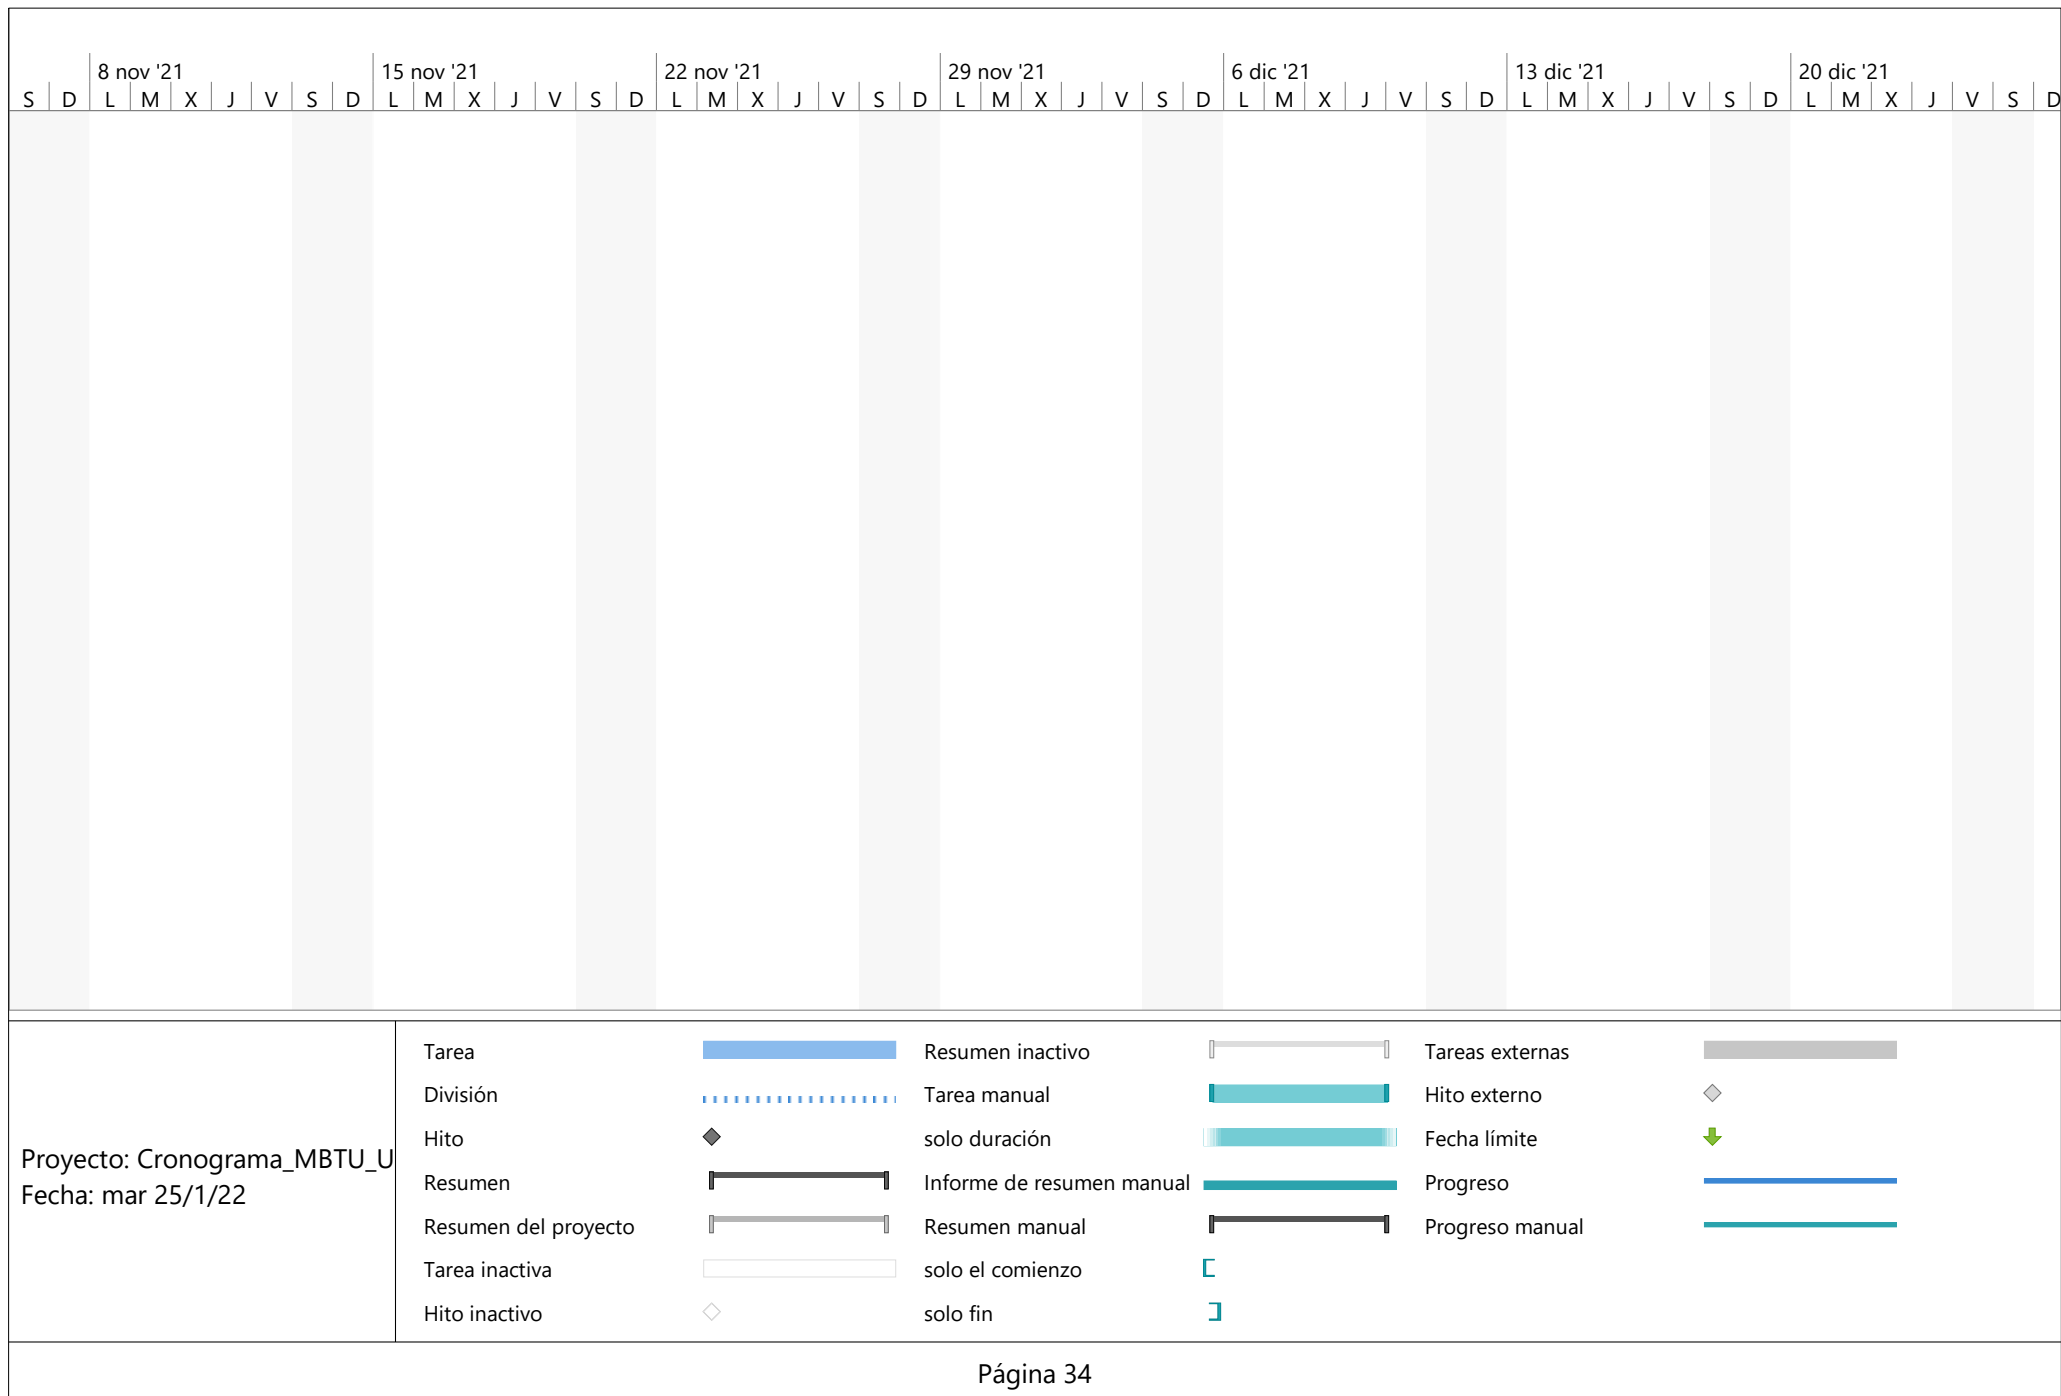 8 nov '21 15 nov '21 22 nov '21 29 nov '21 6 dic '21 13 dic '21 20 dic '21
S D L M X J V S D L M X J V S D L M X J V S D L M X J V S D L M X J V S D L M X J V S D L M X J V S D
Tarea
División
Hito
Resumen
Resumen del proyecto
Tarea inactiva
Hito inactivo
Resumen inactivo
Tarea manual
solo duración
Informe de resumen manual
Resumen manual
solo el comienzo
solo fin
Tareas externas
Hito externo
Fecha límite
Progreso
Progreso manual
Proyecto: Cronograma_MBTU_U
Fecha: mar 25/1/22
Página 34